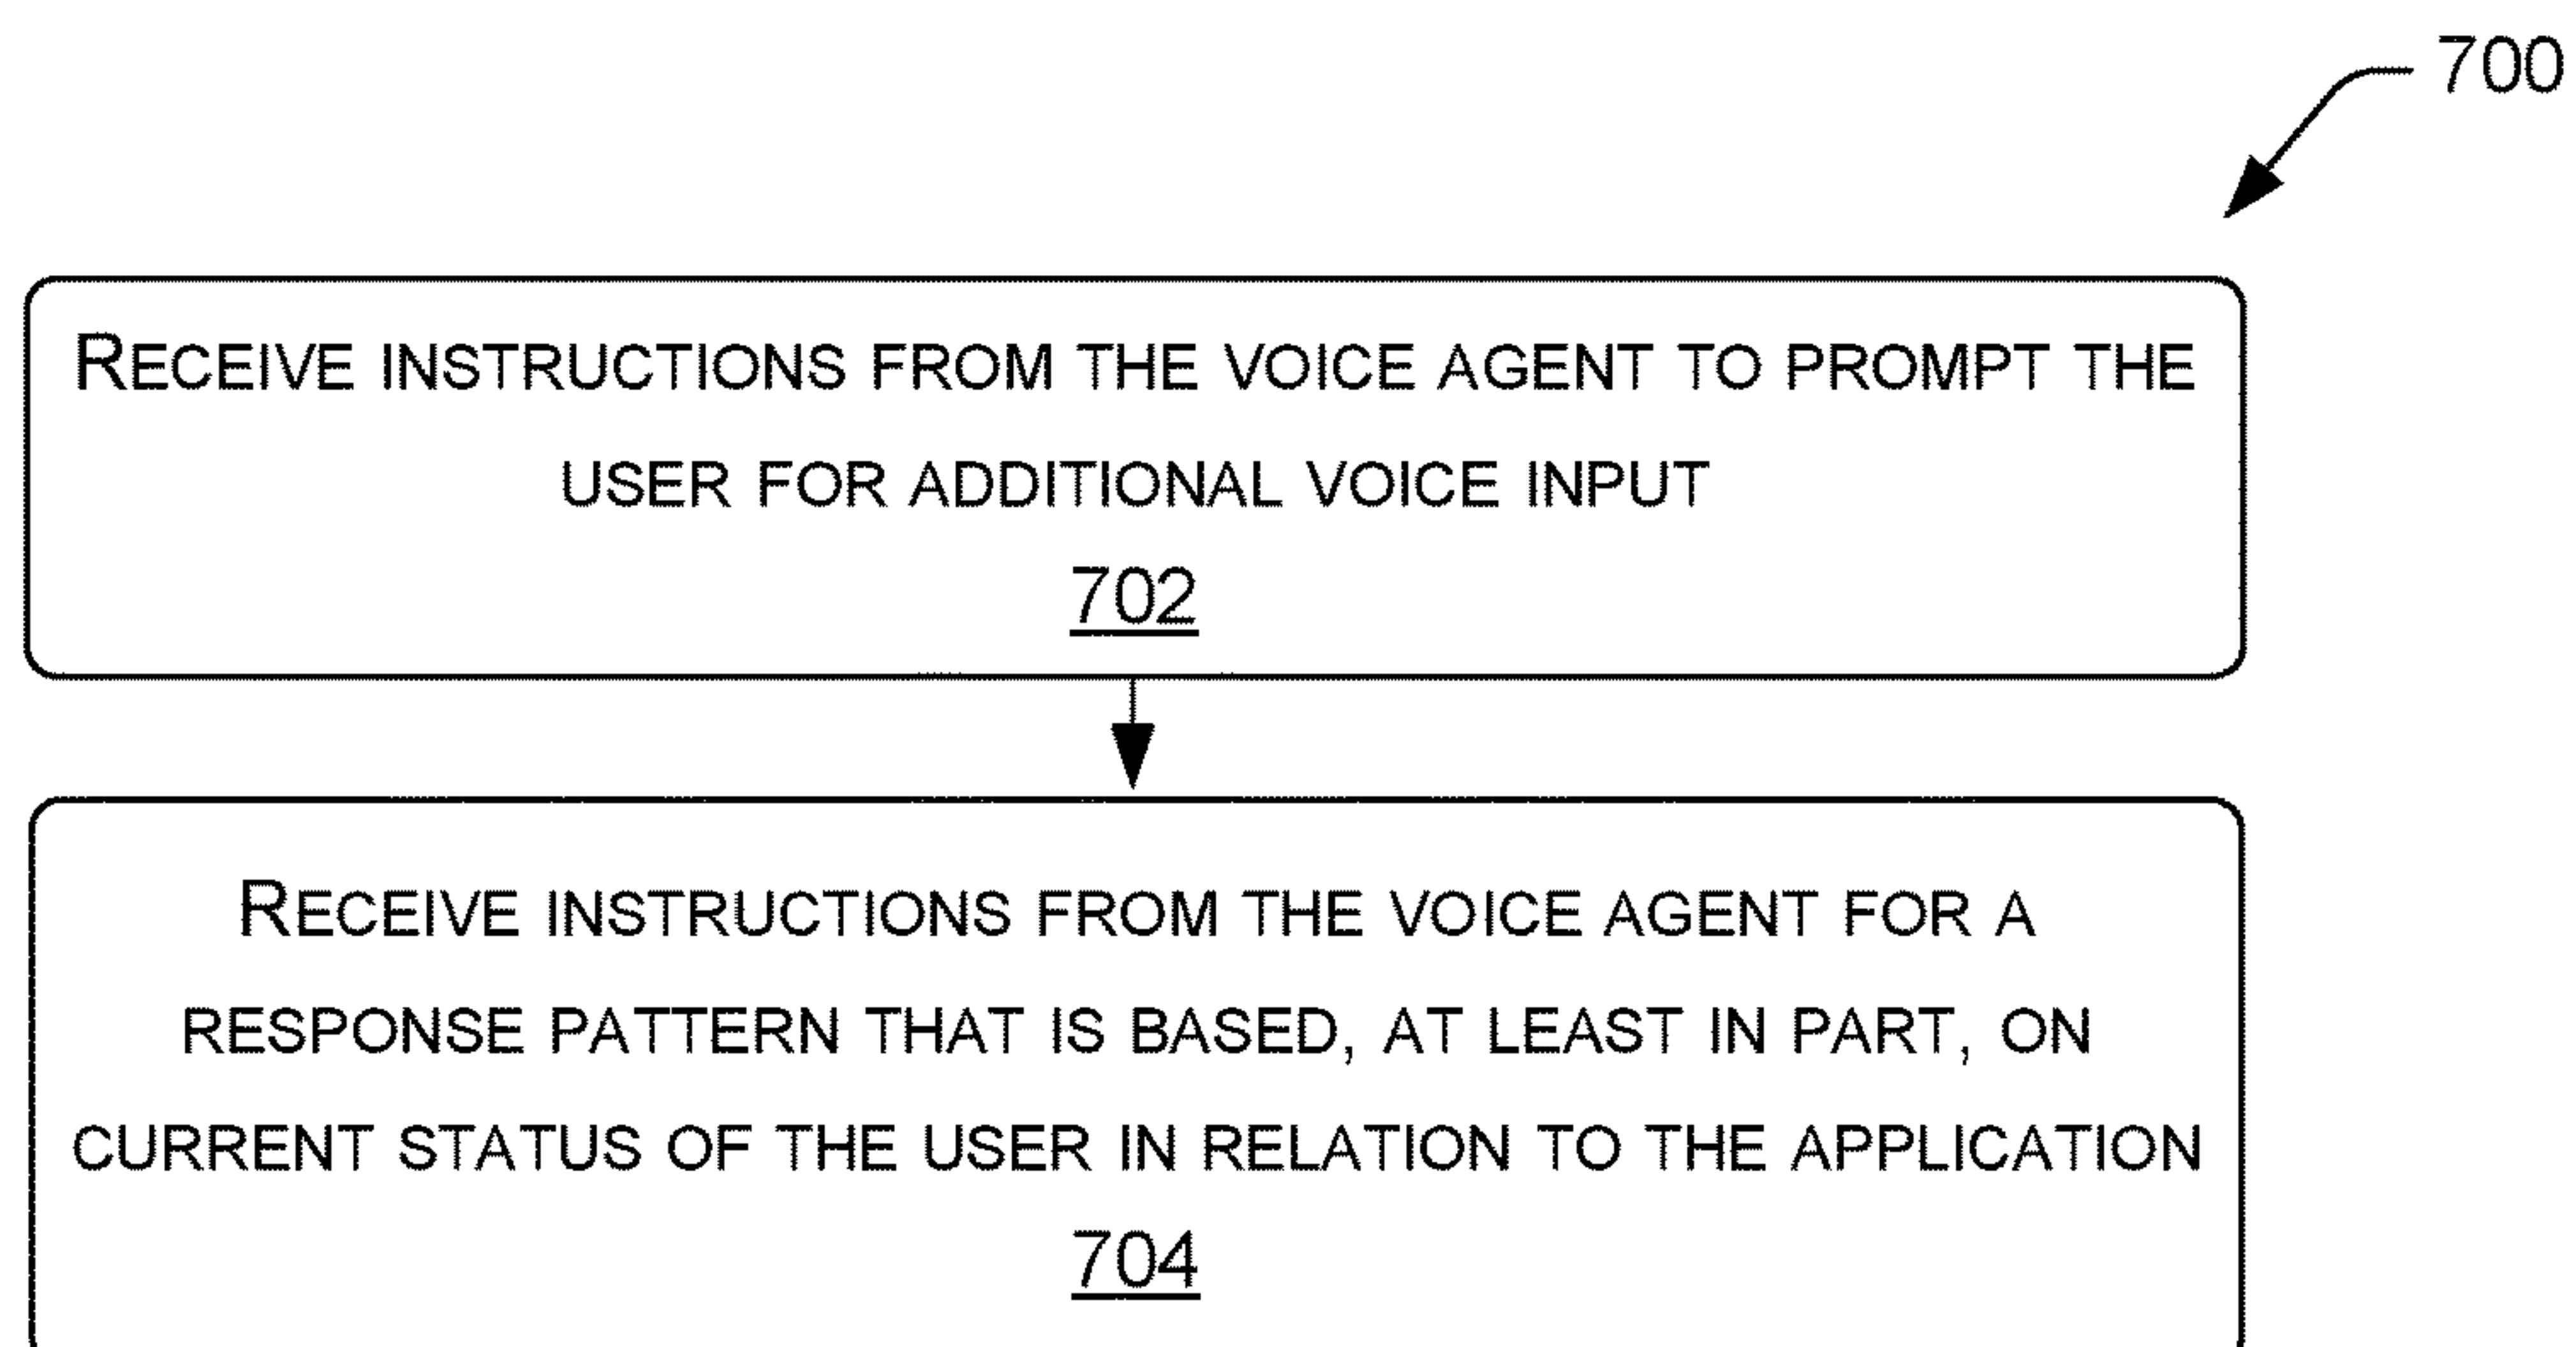 700
RECEIVE INSTRUCTIONS FROM THE VOICE AGENT TO PROMPT THE
USER FOR ADDITIONAL VOICE INPUT
702
RECEIVE INSTRUCTIONS FROM THE VOICE AGENT FOR A
RESPONSE PATTERN THAT IS BASED, AT LEAST IN PART, ON
CURRENT STATUS OF THE USER IN RELATION TO THE APPLICATION
704